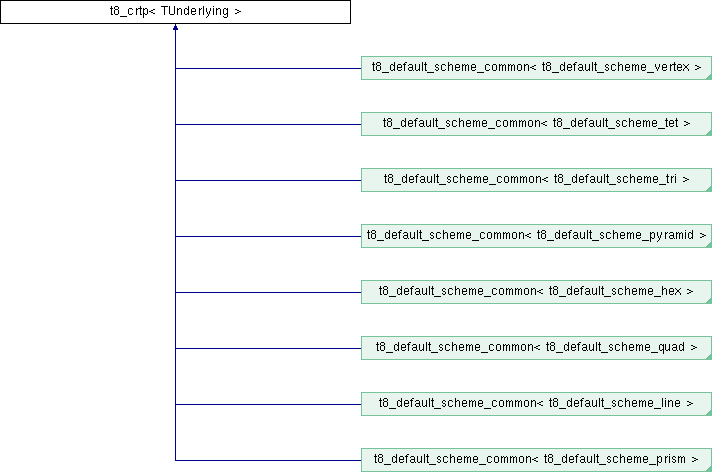 t8_crtp< TUnderlying >
t8_default_scheme_common< t8_default_scheme_vertex >
t8_default_scheme_common< t8_default_scheme_tet >
t8_default_scheme_common< t8_default_scheme_tri >
t8_default_scheme_common< t8_default_scheme_pyramid >
t8_default_scheme_common< t8_default_scheme_hex >
t8_default_scheme_common< t8_default_scheme_quad >
t8_default_scheme_common< t8_default_scheme_line >
t8_default_scheme_common< t8_default_scheme_prism >